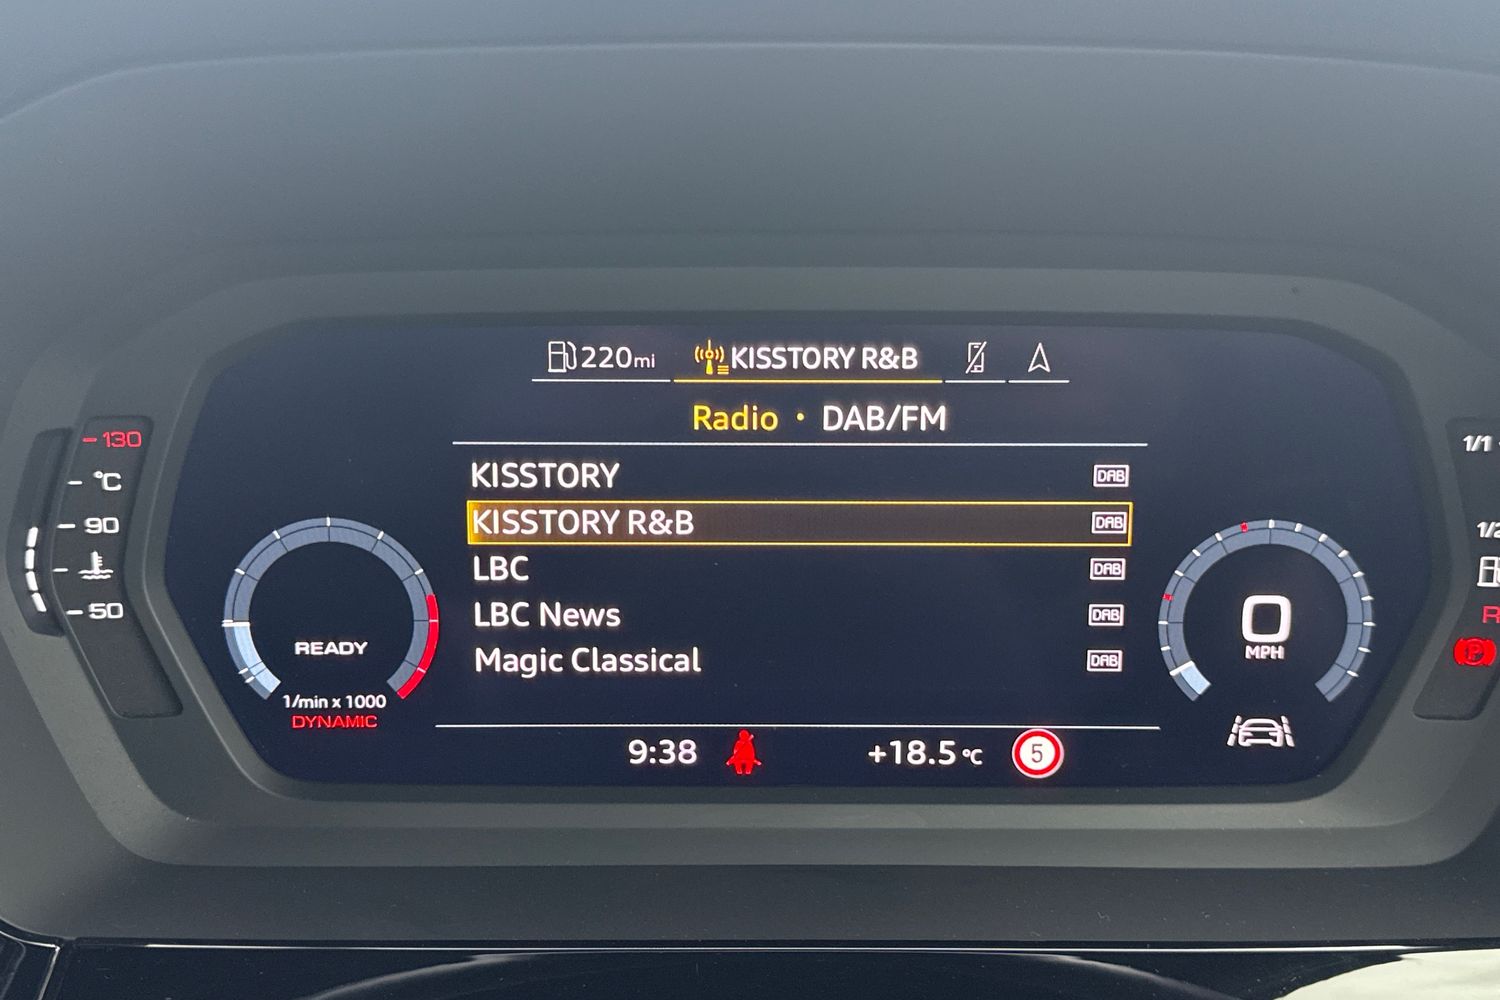 220mi KISSTORY R&B
Radio • DAB/FM
KISSTORY DAB
KISSTORY R&B DAB
LBC DAB
LBC News DAB
Magic Classical DAB
9:38 +18.5 °C 5
130
°C
90
50
READY
1/min x 1000
DYNAMIC
0
MPH
1/1
1/2
R
P